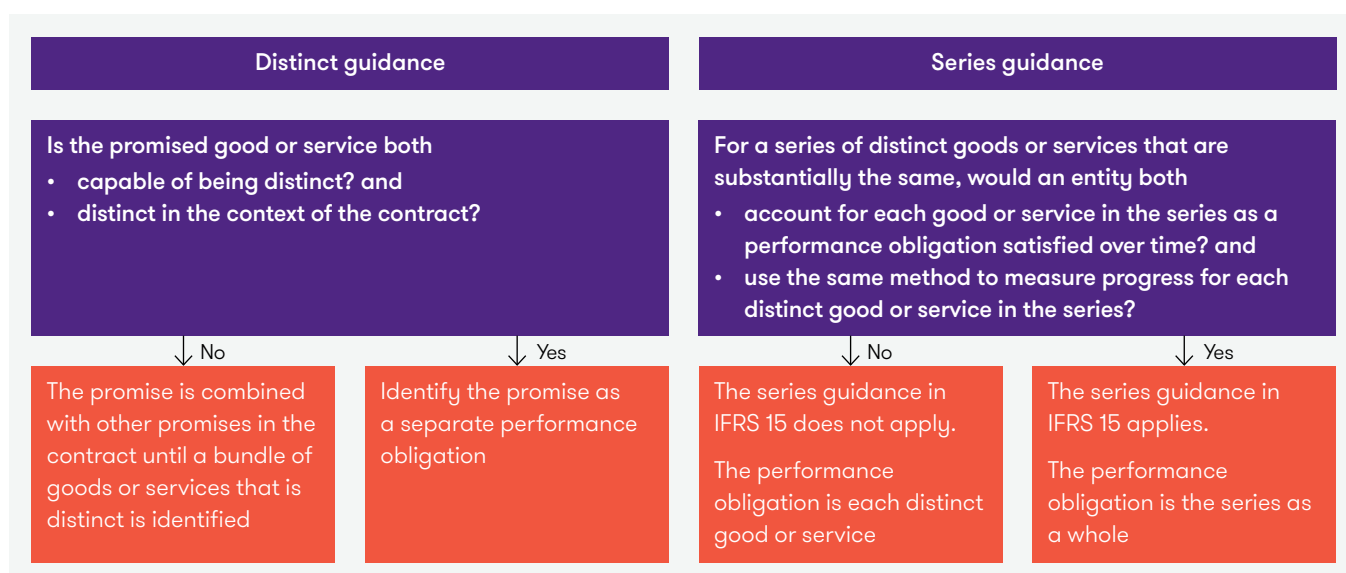 Distinct guidance
Is the promised good or service both
• capable of being distinct? and
• distinct in the context of the contract?
No
Yes
The promise is combined
with other promises in the
contract until a bundle of
goods or services that is
distinct is identified
Identify the promise as
a separate performance
obligation
Series guidance
For a series of distinct goods or services that are
substantially the same, would an entity both
• account for each good or service in the series as a
performance obligation satisfied over time? and
• use the same method to measure progress for each
distinct good or service in the series?
No
Yes
The series guidance in
IFRS 15 does not apply.
The performance
obligation is each distinct
good or service
The series guidance in
IFRS 15 applies.
The performance
obligation is the series as
a whole